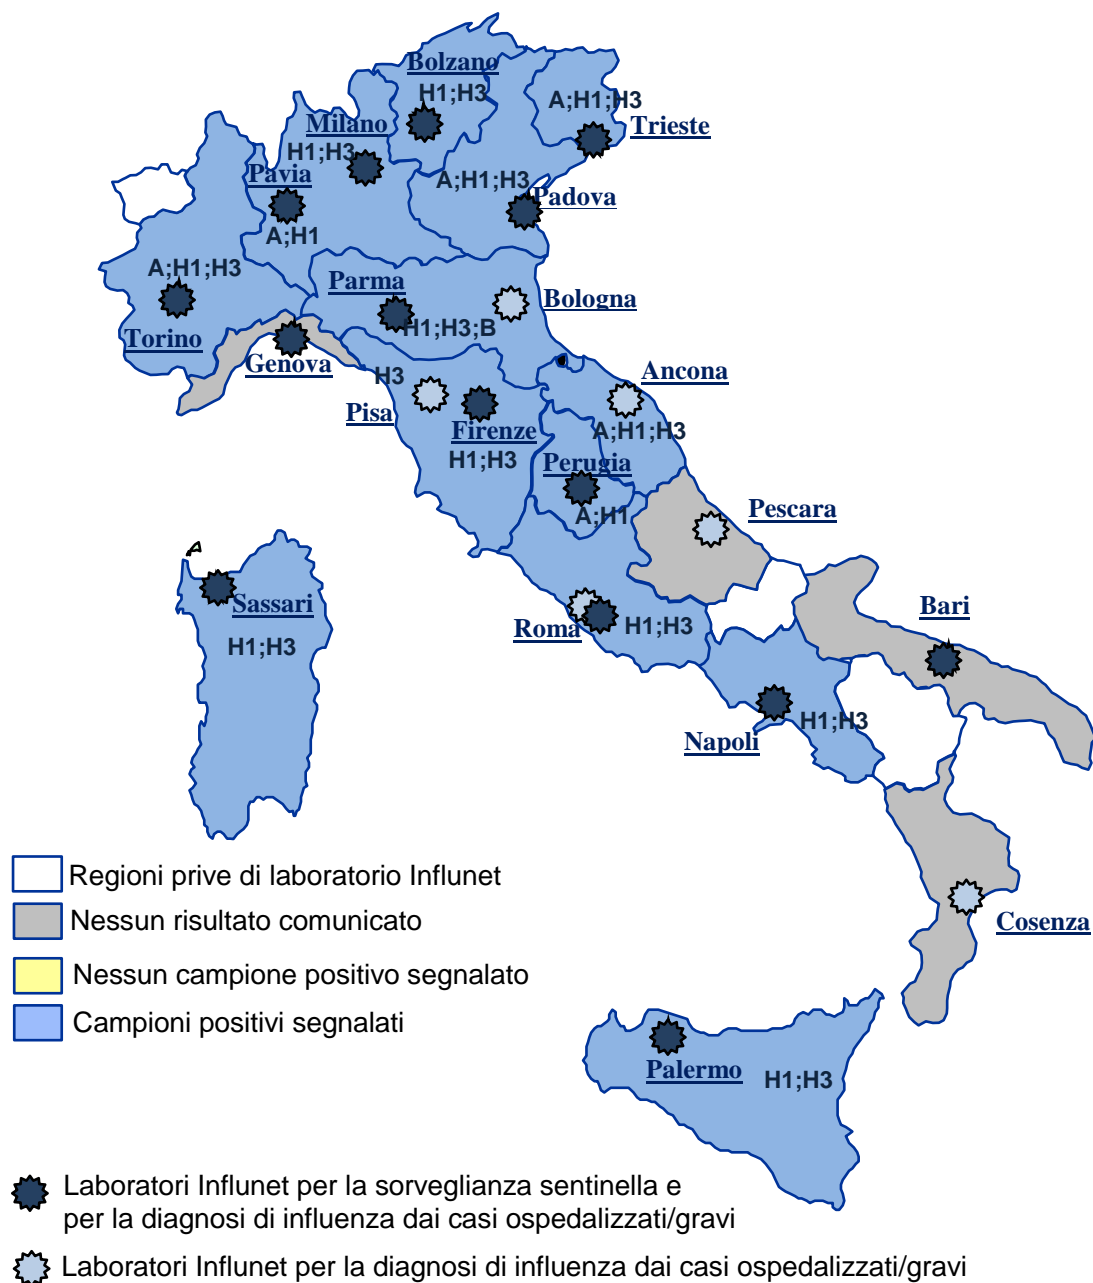 Bolzano
H1;H3
A;H1;H3
Trieste
Milano
H1;H3
Pavia
A;H1
A;H1;H3
Padova
A;H1;H3
Torino
Parma
H1;H3;B
Bologna
Genova
H3
Pisa
Firenze
H1;H3
Ancona
A;H1;H3
Perugia
A;H1
Pescara
Sassari
H1;H3
Roma
H1;H3
Bari
Napoli
H1;H3
Cosenza
Palermo
H1;H3
Regioni prive di laboratorio Influnet
Nessun risultato comunicato
Nessun campione positivo segnalato
Campioni positivi segnalati
Laboratori Influnet per la sorveglianza sentinella e
per la diagnosi di influenza dai casi ospedalizzati/gravi
Laboratori Influnet per la diagnosi di influenza dai casi ospedalizzati/gravi